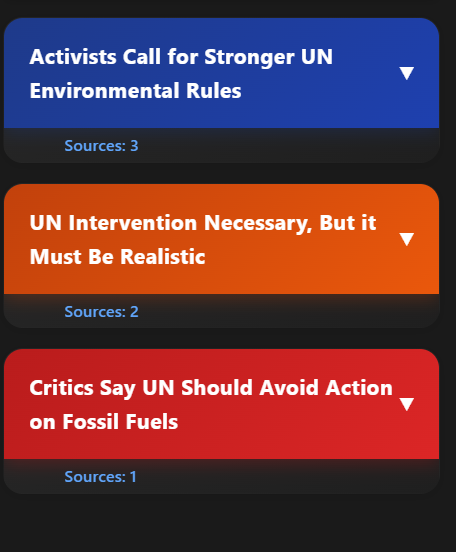 Activists Call for Stronger UN
Environmental Rules
Sources: 3
UN Intervention Necessary, But it
Must Be Realistic
Sources: 2
Critics Say UN Should Avoid Action
on Fossil Fuels
Sources: 1